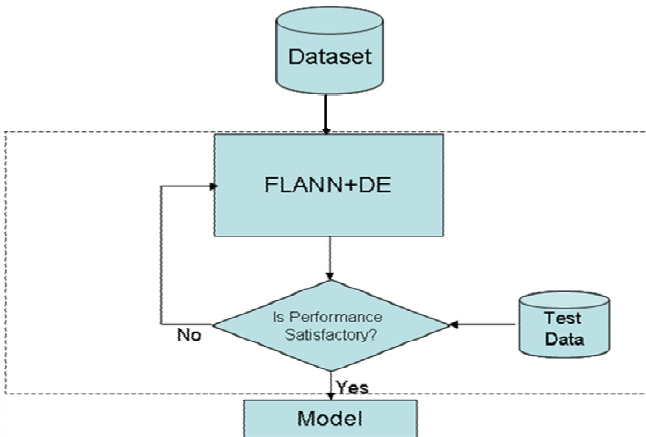 Dataset
FLANN+DE
Is Performance
Satisfactory?
No
Test
Data
Yes
Model